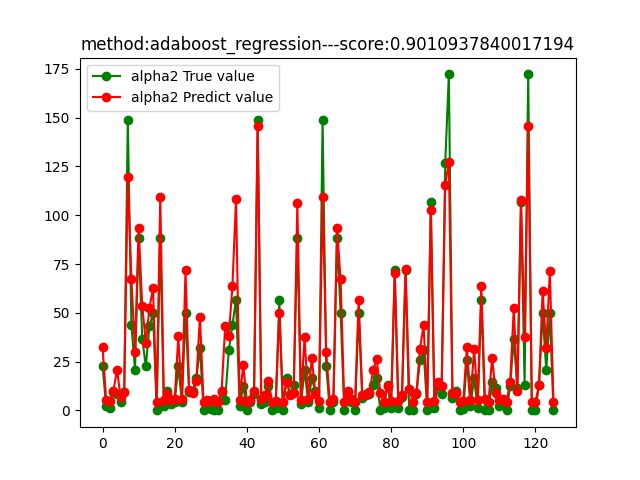 method:adaboost_regression---score:0.9010937840017194
alpha2 True value
alpha2 Predict value
175
150
125
100
75
50
25
0
0 20 40 60 80 100 120